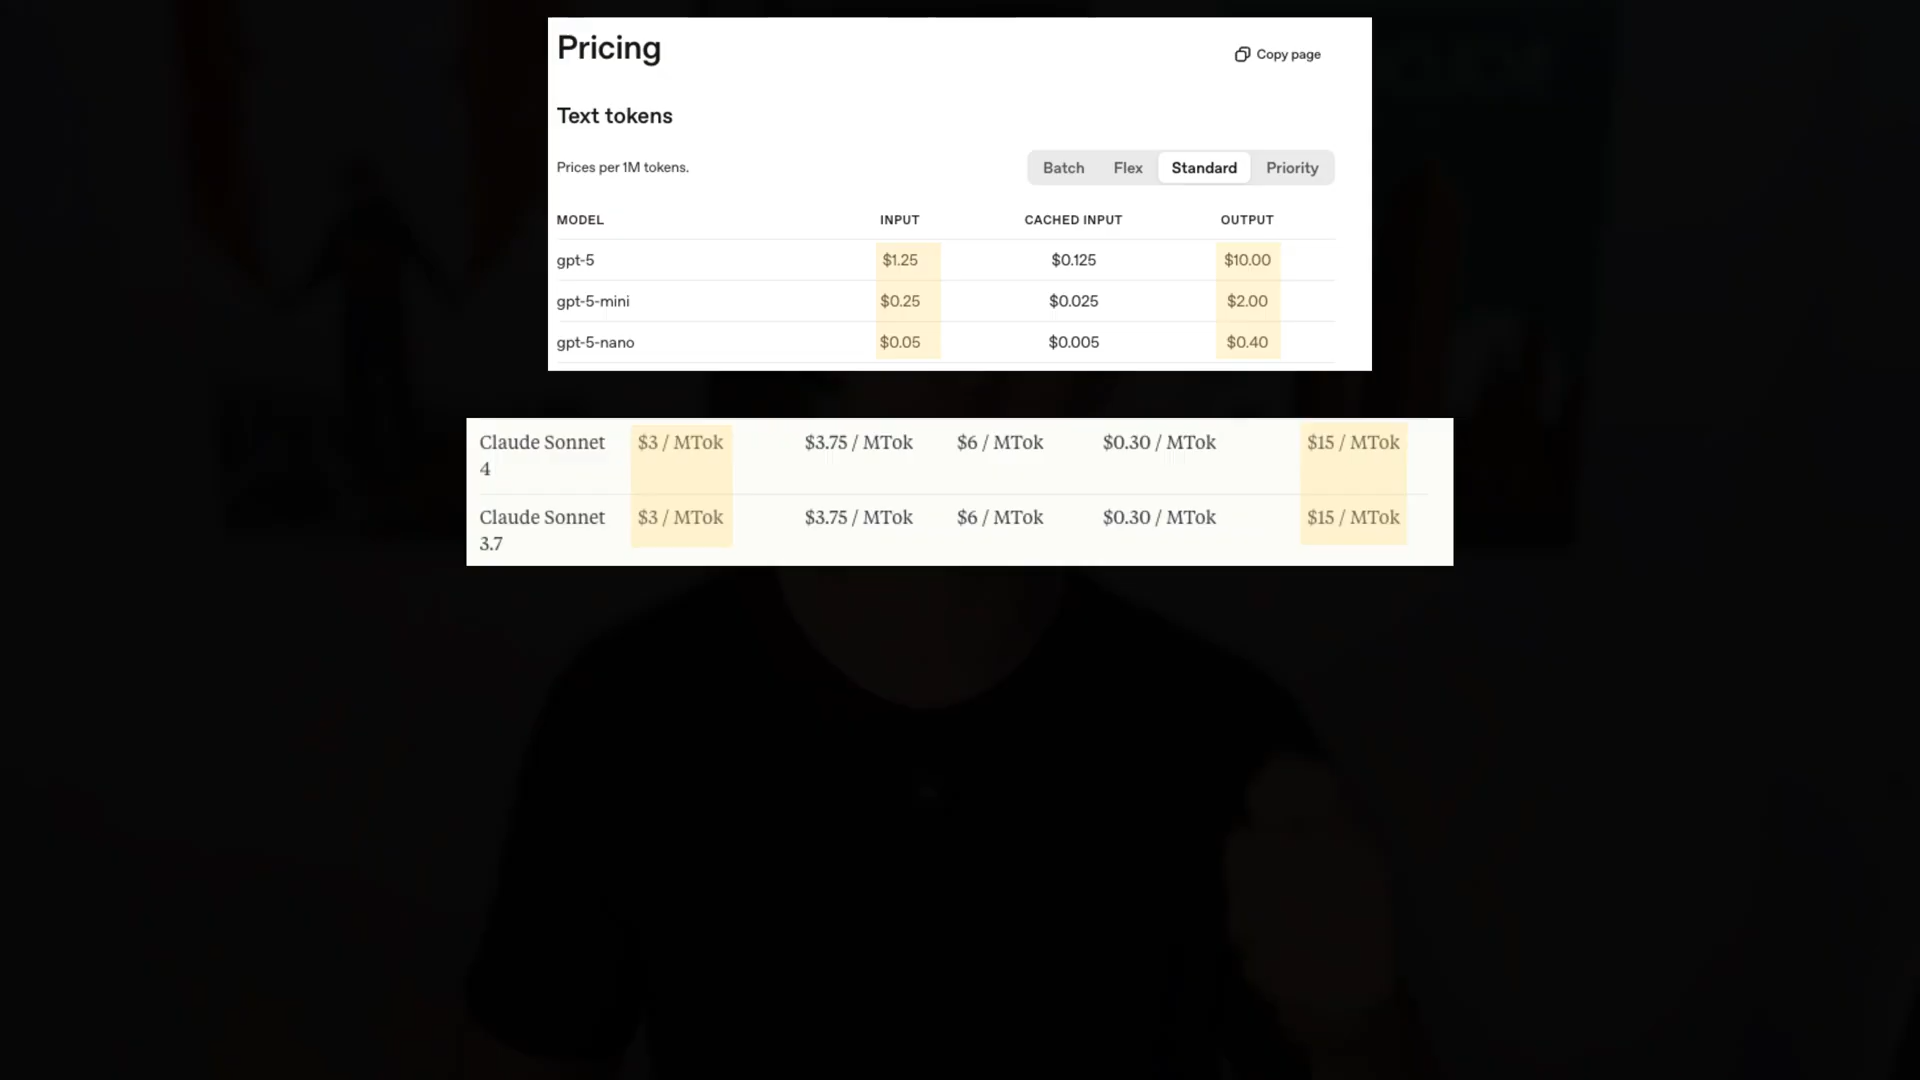 Pricing
Copy page
Text tokens
Prices per 1M tokens.
Batch Flex Standard Priority
MODEL INPUT CACHED INPUT OUTPUT
gpt-5 $1.25 $0.125 $10.00
gpt-5-mini $0.25 $0.025 $2.00
gpt-5-nano $0.05 $0.005 $0.40
Claude Sonnet $3 / MTok $3.75 / MTok $6 / MTok $0.30 / MTok $15 / MTok
4
Claude Sonnet $3 / MTok $3.75 / MTok $6 / MTok $0.30 / MTok $15 / MTok
3.7